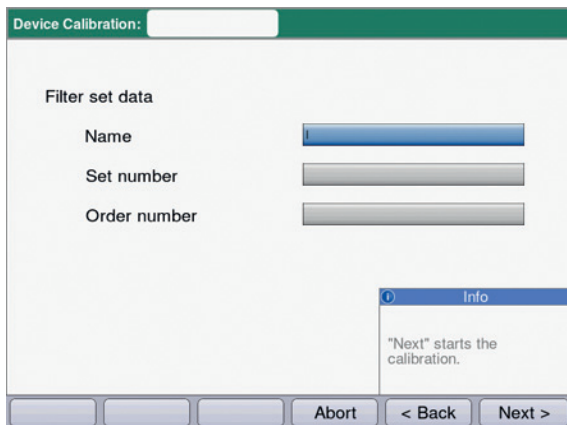 Device Calibration:
Filter set data
Name
Set number
Order number
Info
"Next" starts the
calibration.
Abort
< Back
Next >